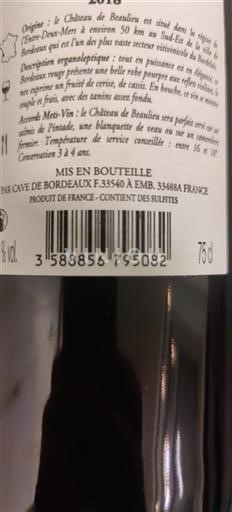 2018
Origine : le Château de Beaulieu est situé dans la région de
l'Entre-Deux-Mers à environ 50 km au Sud-Est de la ville de
Bordeaux qui est l'un des plus vaste secteur vitivinicole du Bordelais.
Description organoleptique : tout en puissance est en élégance, ce
Bordeaux rouge présente une belle robe pourpre aux reflets violines, le
nez exprime un fruité de cerise, de cassis. En bouche, ce vin se montre
souple et frais, avec des tanins assez fondu.
Accords Mets-Vin : le Château de Beaulieu sera parfait servi sur un
salmis de Pintade, une blanquette de veau ou sur un camembert
fermier. Température de service conseillée : entre 16 et 18°
Conservation 3 à 4 ans.
MIS EN BOUTEILLE
PAR CAVE DE BORDEAUX F.33540 À EMB. 33488A FRANCE
PRODUIT DE FRANCE - CONTIENT DES SULFITES
% vol.
75 cl
3 588856 795082